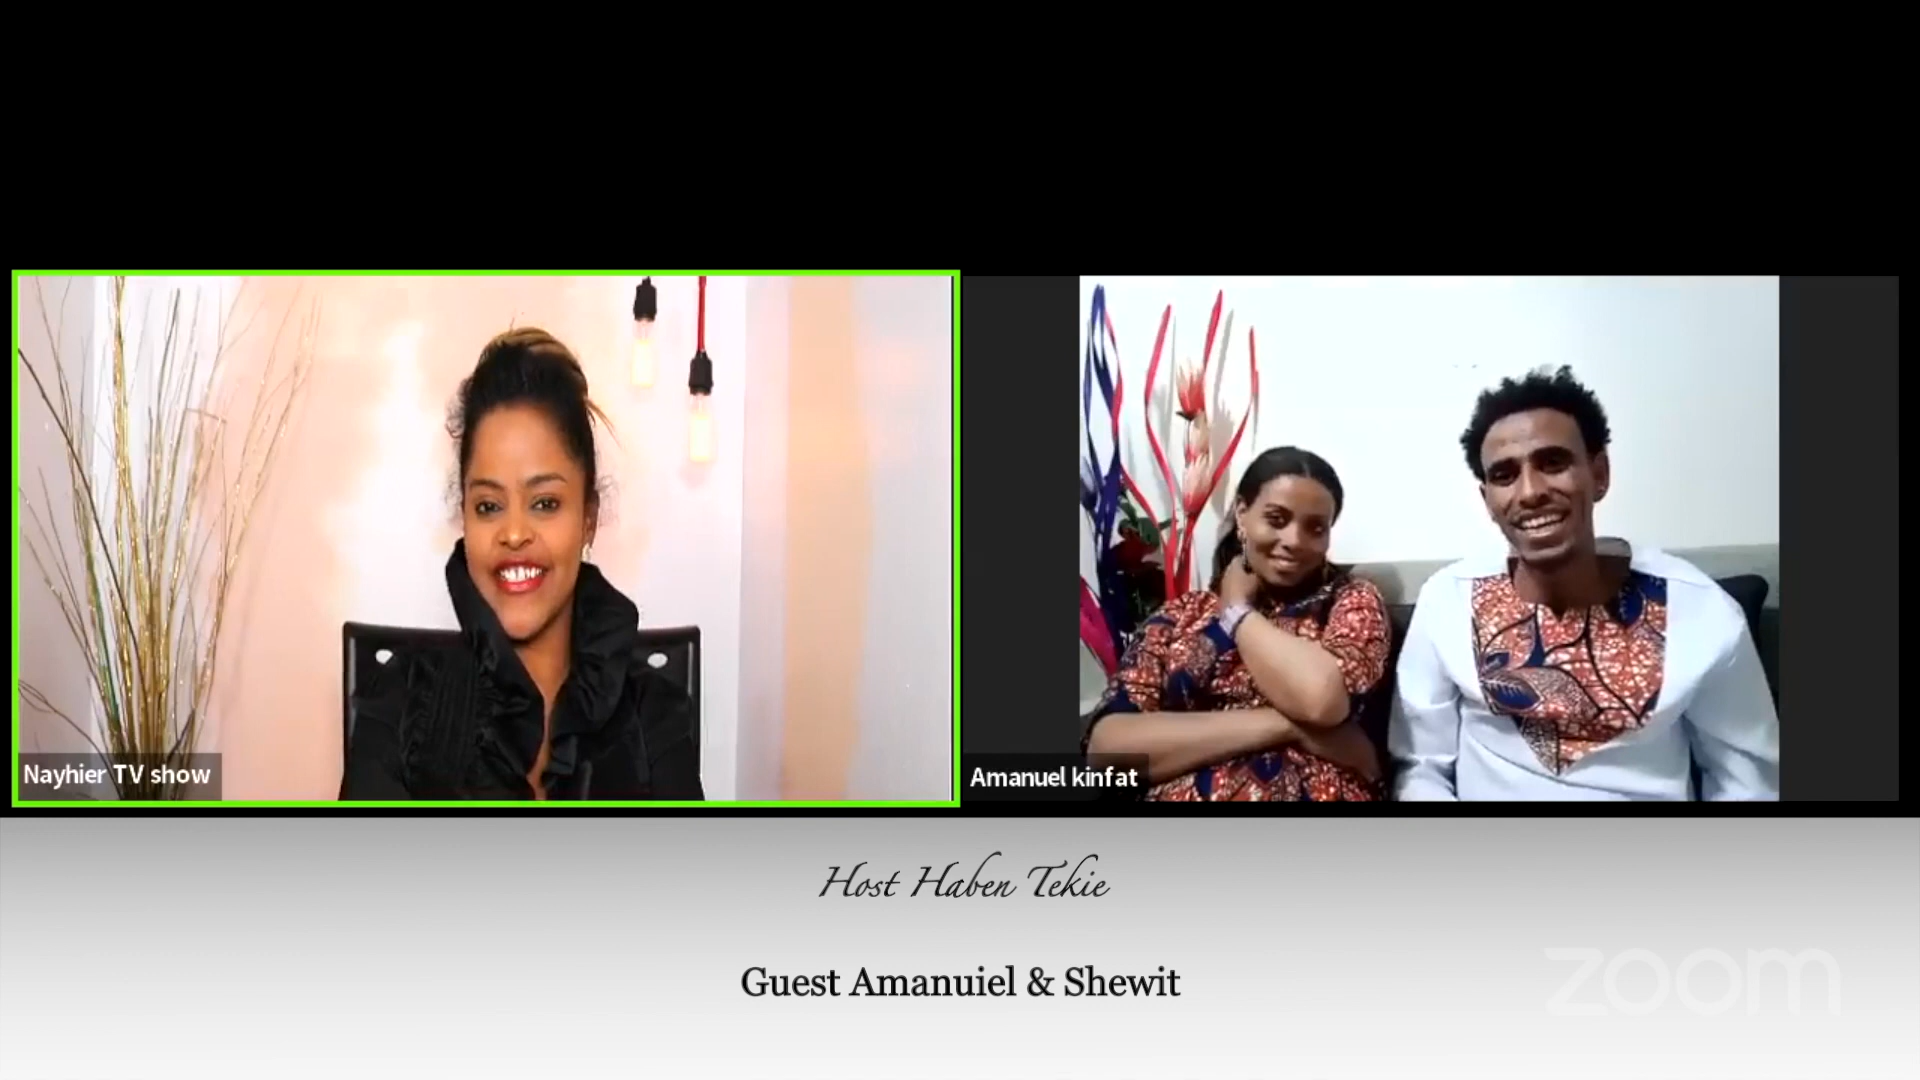 Nayhier TV show
Amanuel kinfat
Host Haben Tekie
Guest Amanuiel & Shewit
zoom